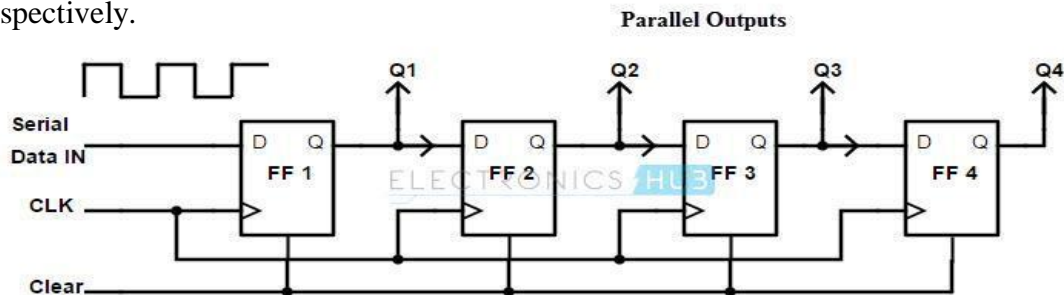 spectively.
Parallel Outputs
Q1 Q2 Q3 Q4
Serial
Data IN
D Q D Q D Q D Q
FF 1 FF 2 FF 3 FF 4
ELECTRONICS HUB
CLK
Clear